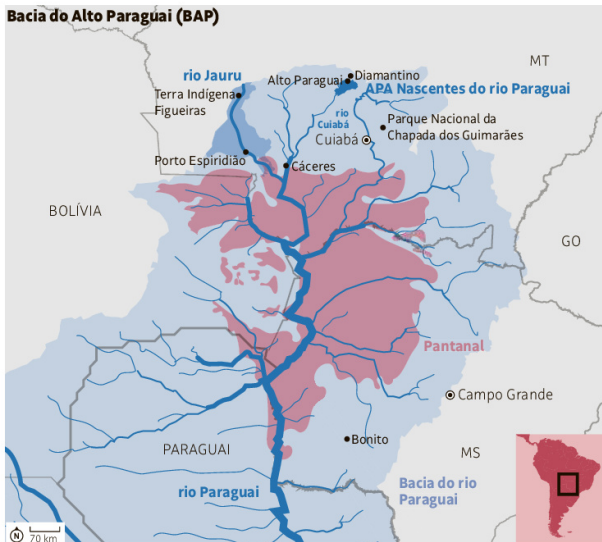 Bacia do Alto Paraguai (BAP)
MT
rio Jauru
Diamantino
Alto Paraguai
APA Nascentes do rio Paraguai
Terra Indígena
Figueiras
rio
Cuiabá
Parque Nacional da
Chapada dos Guimarães
Cuiabá
Porto Espiridião
Cáceres
BOLÍVIA
GO
Pantanal
Campo Grande
Bonito
PARAGUAI
MS
rio Paraguai
Bacia do rio
Paraguai
N
70 km